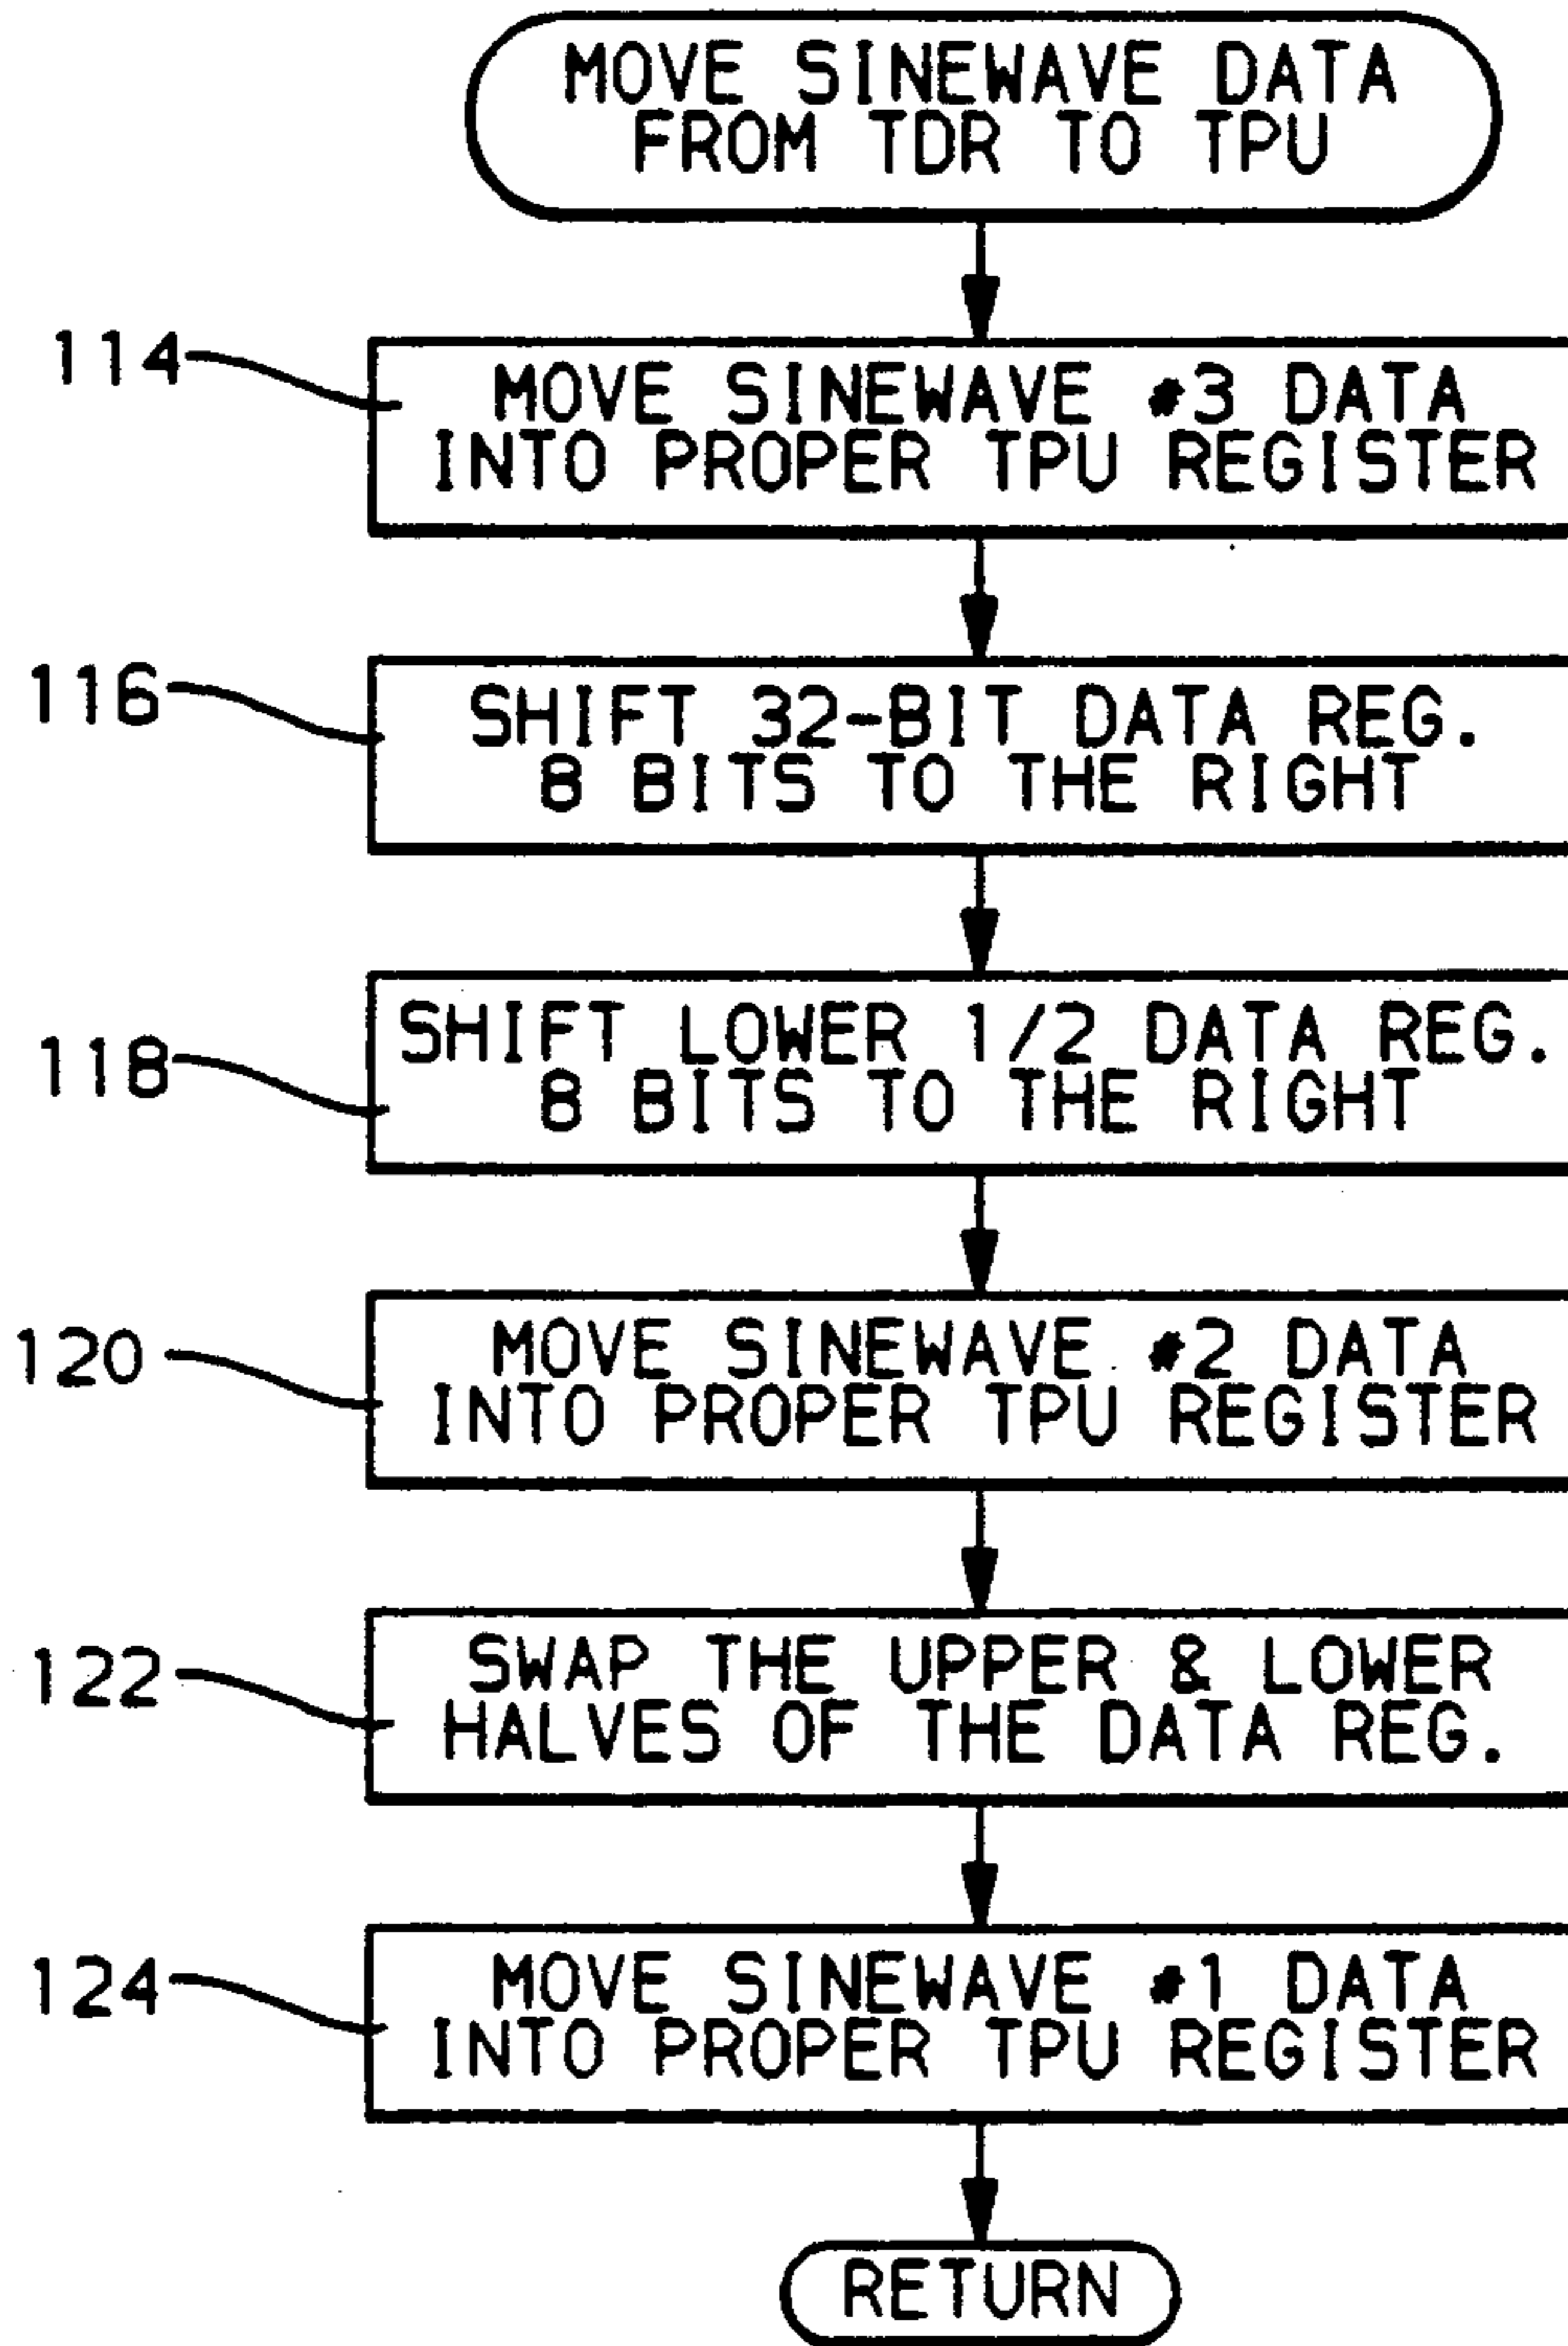 MOVE SINEWAVE DATA
FROM TDR TO TPU
114
MOVE SINEWAVE #3 DATA
INTO PROPER TPU REGISTER
116
SHIFT 32-BIT DATA REG.
8 BITS TO THE RIGHT
118
SHIFT LOWER 1/2 DATA REG.
8 BITS TO THE RIGHT
120
MOVE SINEWAVE #2 DATA
INTO PROPER TPU REGISTER
122
SWAP THE UPPER & LOWER
HALVES OF THE DATA REG.
124
MOVE SINEWAVE #1 DATA
INTO PROPER TPU REGISTER
RETURN